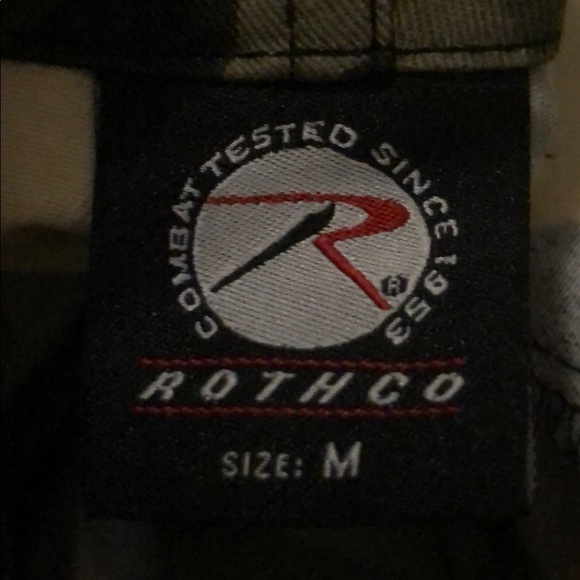 COMBAT TESTED SINCE 1953
R
®
ROTHCO
SIZE: M